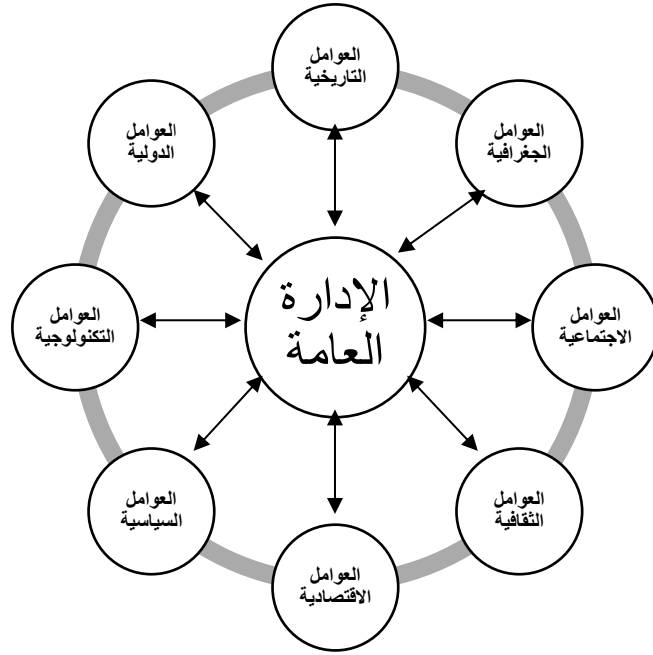 العوامل
التاريخية
العوامل
الجغرافية
العوامل
الاجتماعية
العوامل
الثقافية
العوامل
الاقتصادية
العوامل
السياسية
العوامل
التكنولوجية
العوامل
الدولية
الإدارة
العامة